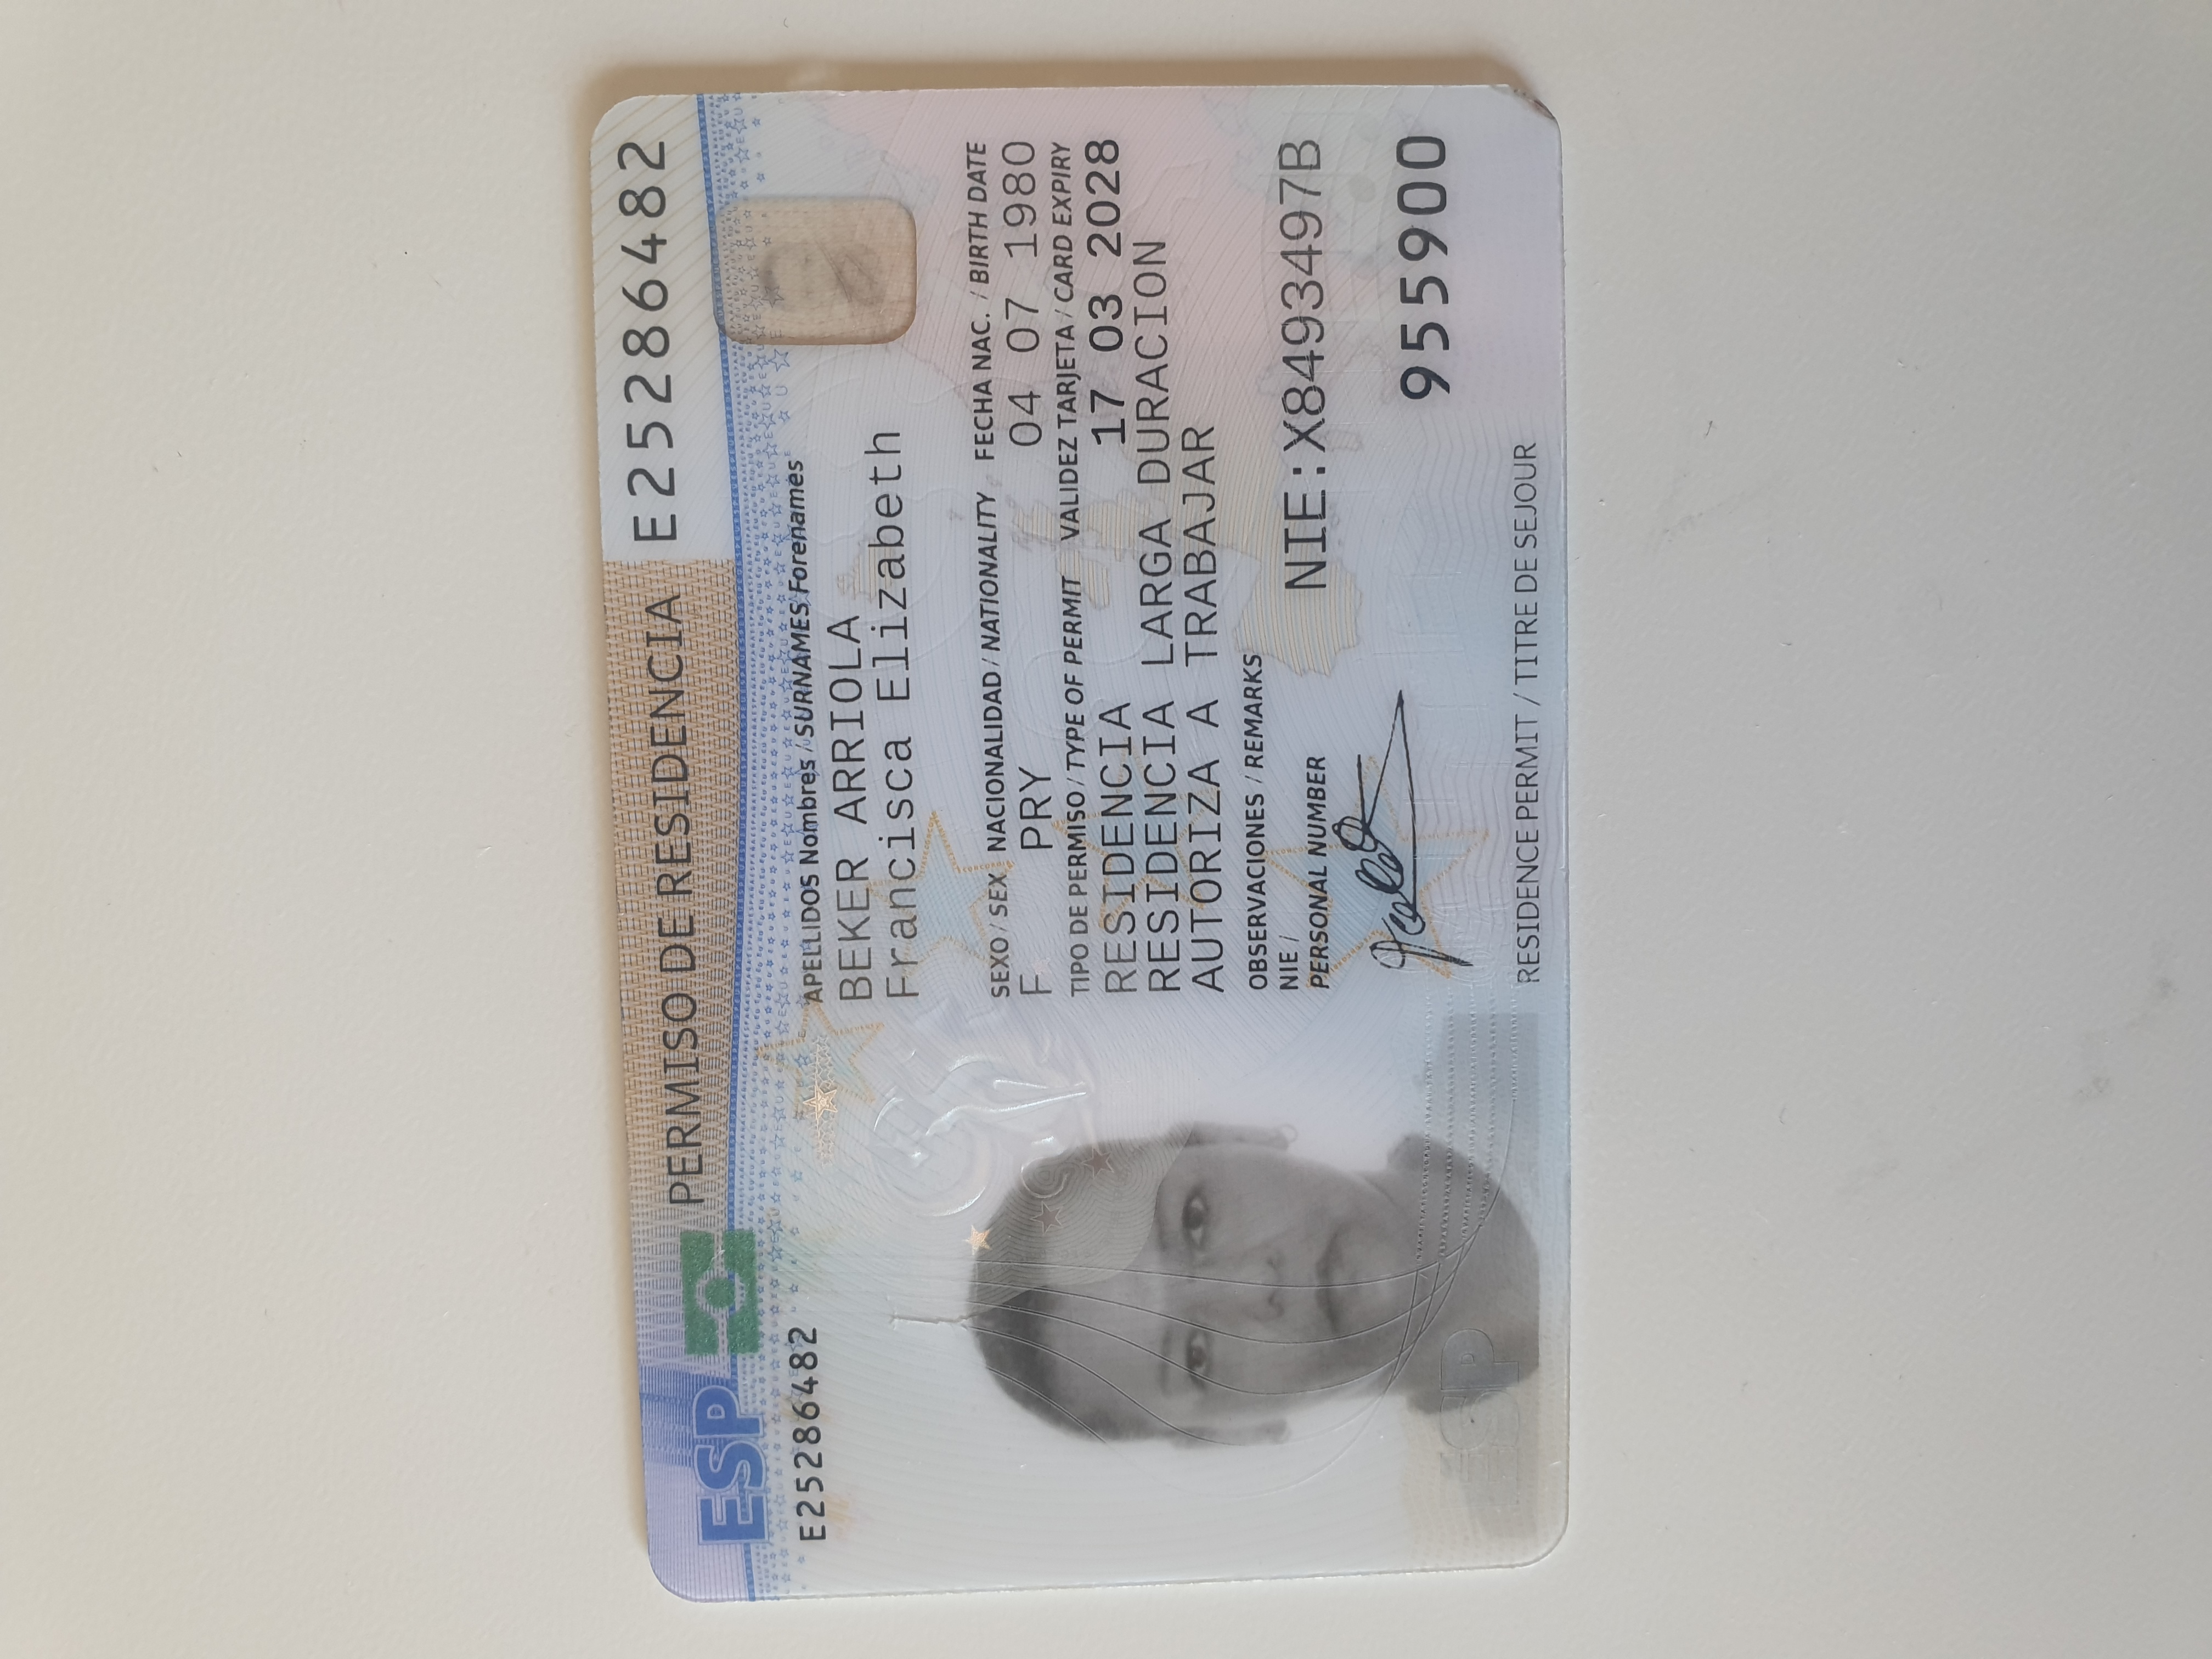 ESP PERMISO DE RESIDENCIA E25286482
E25286482
APELLIDOS Nombres / SURNAMES Forenames
BEKER ARRIOLA
Francisca Elizabeth
SEXO / SEX NACIONALIDAD / NATIONALITY FECHA NAC. / BIRTH DATE
F PRY 04 07 1980
TIPO DE PERMISO / TYPE OF PERMIT VALIDEZ TARJETA / CARD EXPIRY
RESIDENCIA 17 03 2028
RESIDENCIA LARGA DURACION
AUTORIZA A TRABAJAR
OBSERVACIONES / REMARKS
NIE /
PERSONAL NUMBER NIE:X8493497B
955900
ESP
RESIDENCE PERMIT / TITRE DE SEJOUR